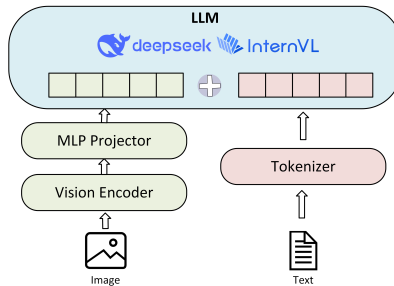 LLM
deepseek InternVL
MLP Projector
Vision Encoder
Tokenizer
Image
Text